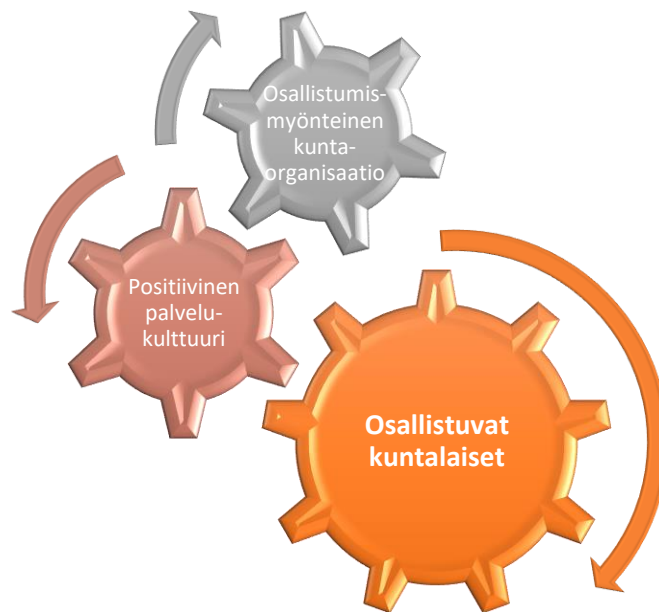 Osallistumis-
myönteinen
kunta-
organisaatio
Positiivinen
palvelu-
kulttuuri
Osallistuvat
kuntalaiset